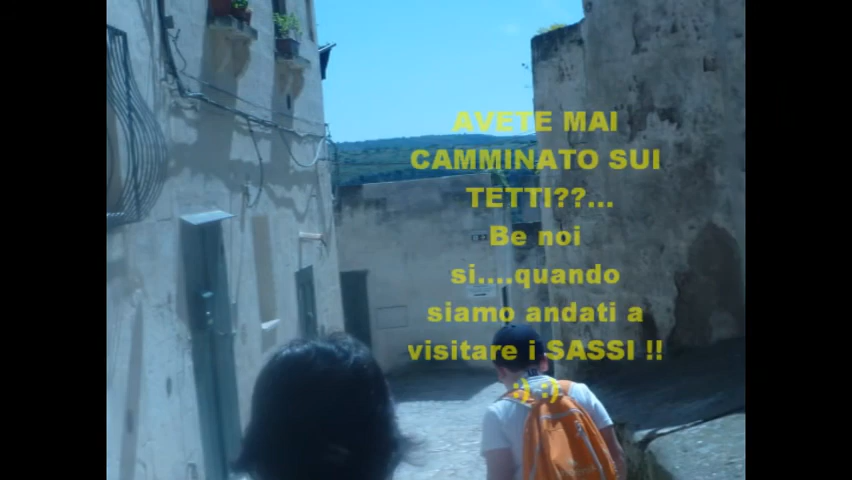 AVETE MAI
CAMMINATO SUI
TETTI??...
Be noi
si....quando
siamo andati a
visitare i SASSI !!
:) :)